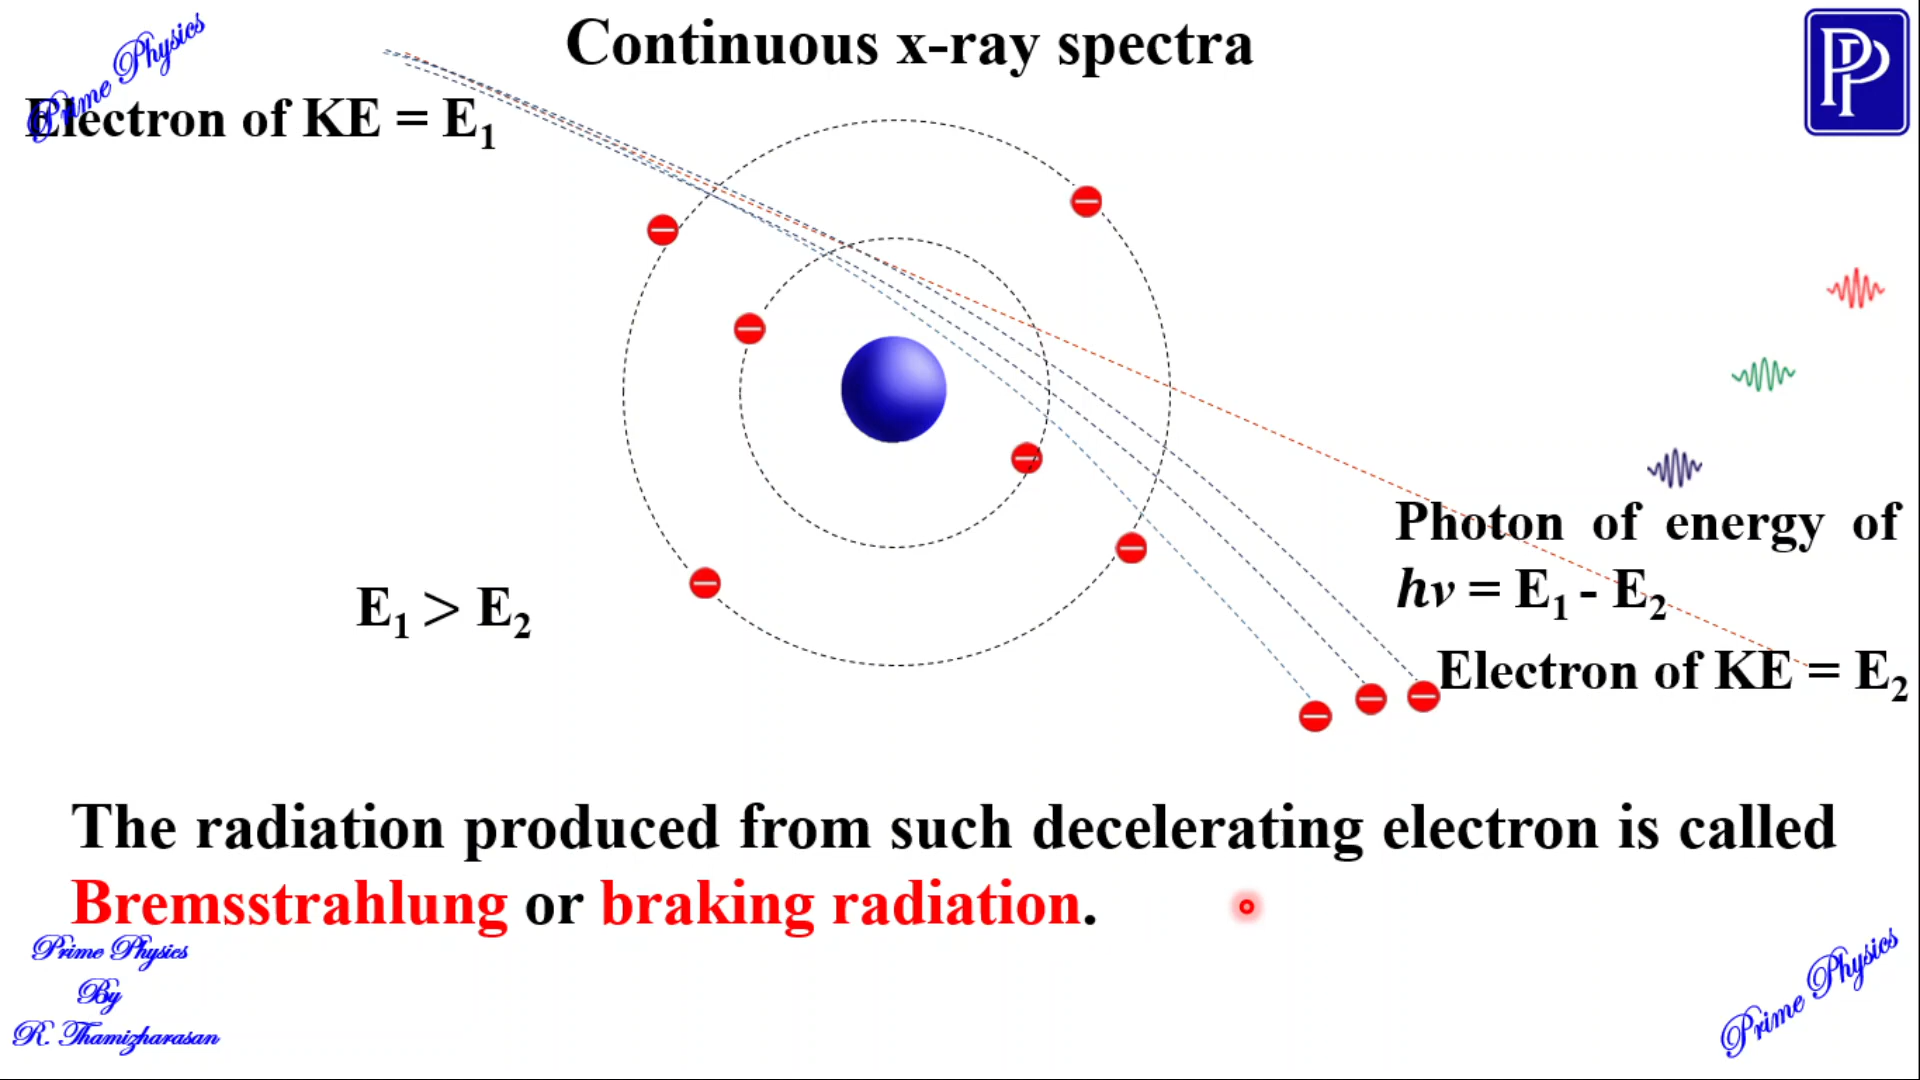 Prime Physics
Continuous x-ray spectra
PP
Electron of KE = E₁
Photon of energy of
hν = E₁ - E₂
E₁ > E₂
Electron of KE = E₂
The radiation produced from such decelerating electron is called
Bremsstrahlung or braking radiation.
Prime Physics
By
R. Thamizharasan
Prime Physics